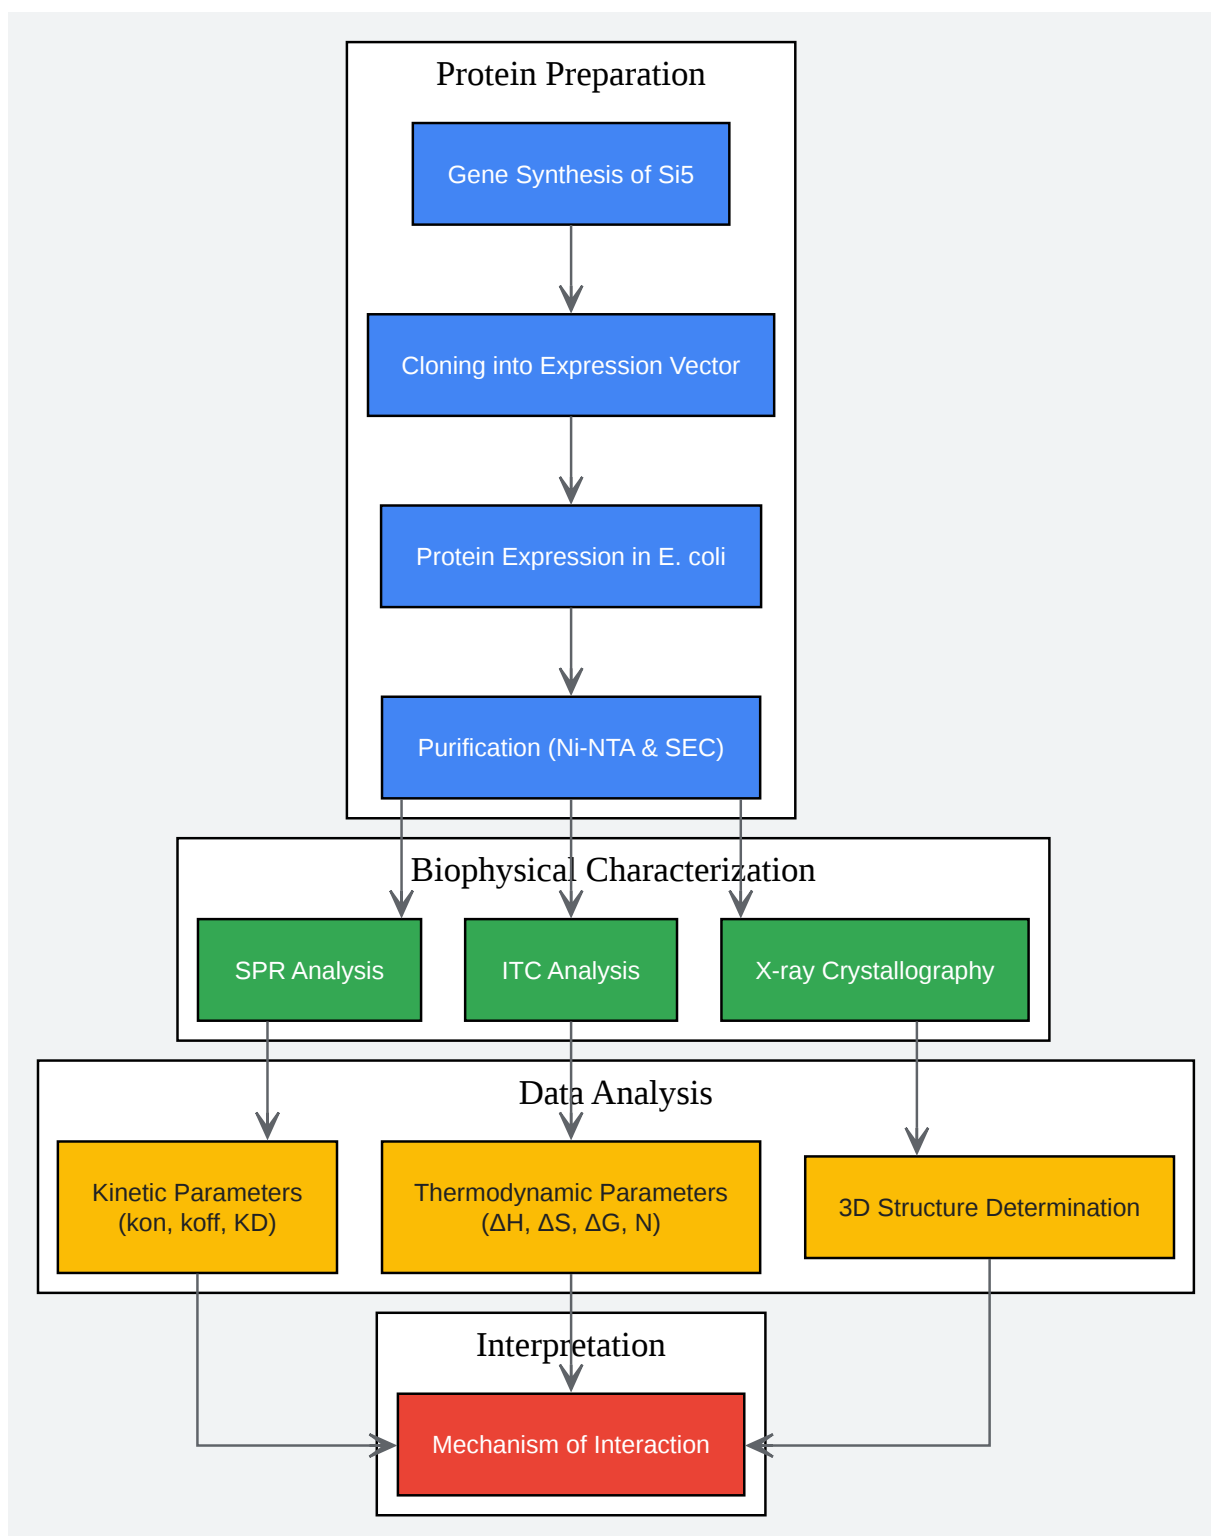 Protein Preparation
Gene Synthesis of Si5
Cloning into Expression Vector
Protein Expression in E. coli
Purification (Ni-NTA & SEC)
Biophysical Characterization
SPR Analysis
ITC Analysis
X-ray Crystallography
Data Analysis
Kinetic Parameters
(kon, koff, KD)
Thermodynamic Parameters
(ΔH, ΔS, ΔG, N)
3D Structure Determination
Interpretation
Mechanism of Interaction